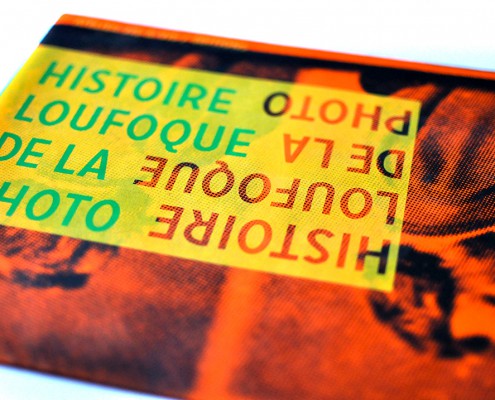 HISTOIRE
LOUFOQUE
DE LA
HOTO
HISTOIRE
LOUFOQUE
DE LA
PHOTO